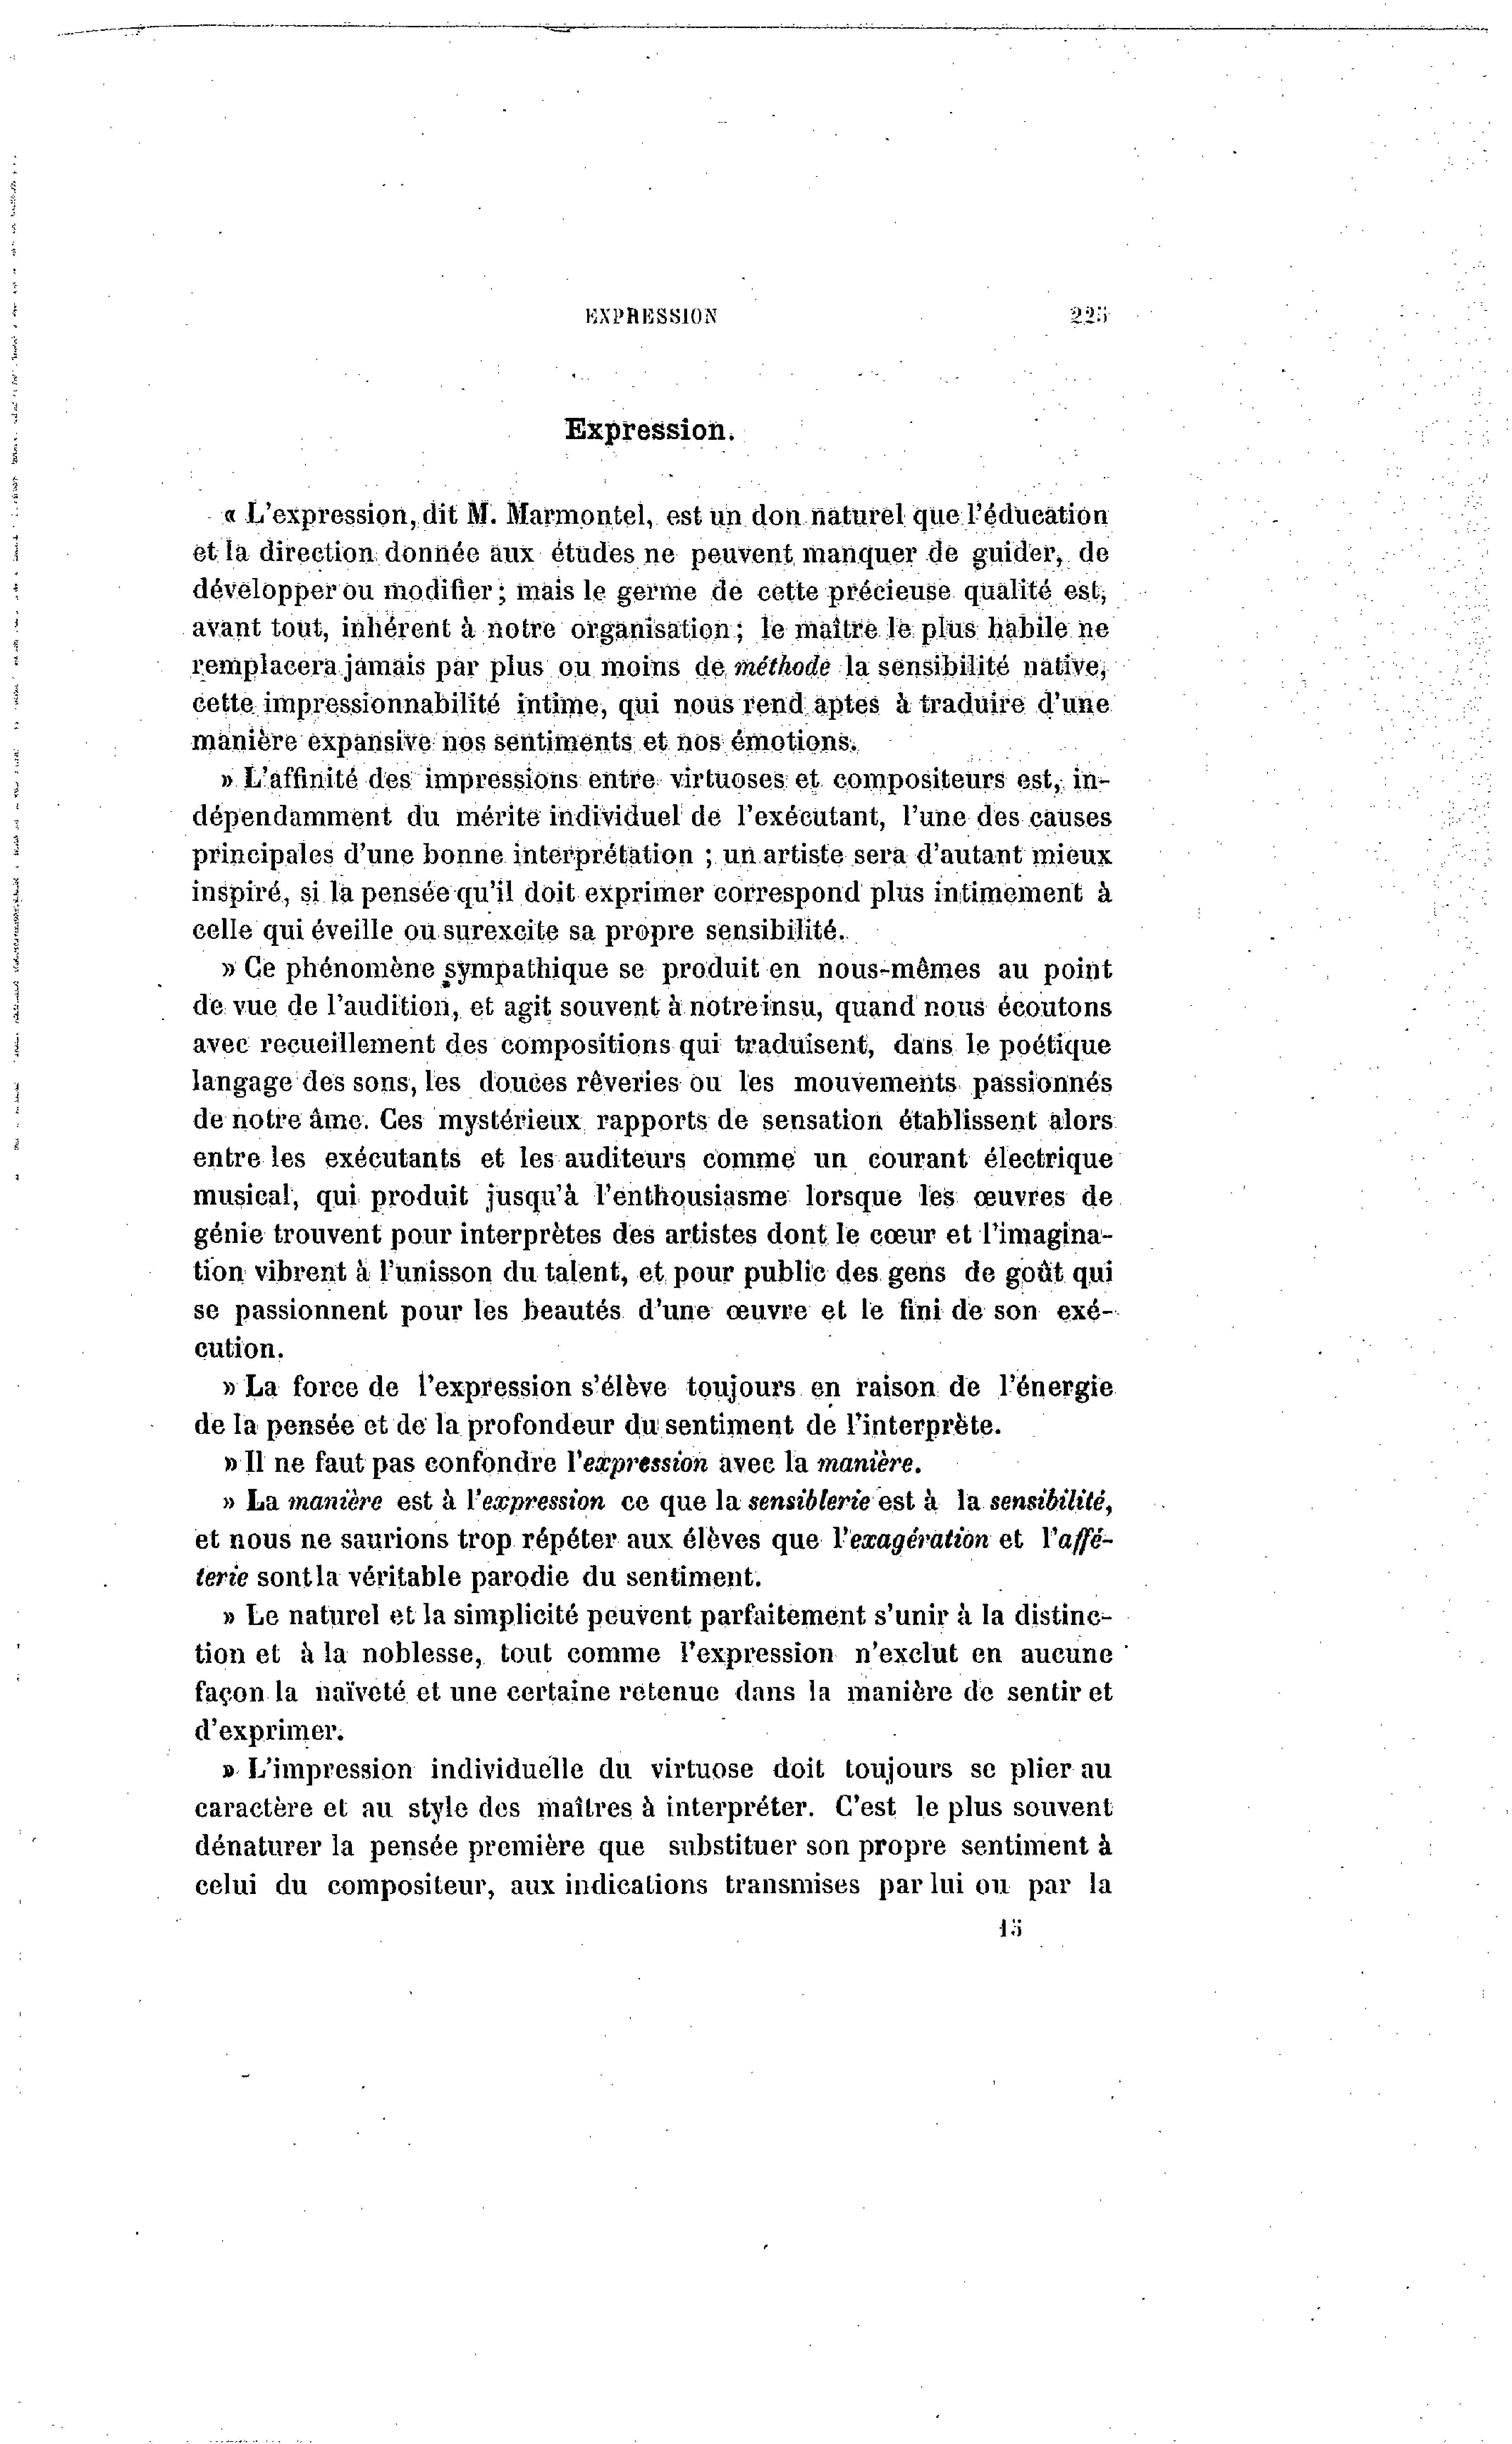 EXPRESSION 225
Expression.
« L'expression, dit M. Marmontel, est un don naturel que l'éducation
et la direction donnée aux études ne peuvent manquer de guider, de
développer ou modifier ; mais le germe de cette précieuse qualité est,
avant tout, inhérent à notre organisation ; le maître le plus habile ne
remplacera jamais par plus ou moins de méthode la sensibilité native,
cette impressionnabilité intime, qui nous rend aptes à traduire d'une
manière expansive nos sentiments et nos émotions.
» L'affinité des impressions entre virtuoses et compositeurs est, in-
dépendamment du mérite individuel de l'exécutant, l'une des causes
principales d'une bonne interprétation ; un artiste sera d'autant mieux
inspiré, si la pensée qu'il doit exprimer correspond plus intimement à
celle qui éveille ou surexcite sa propre sensibilité.
» Ce phénomène sympathique se produit en nous-mêmes au point
de vue de l'audition, et agit souvent à notre insu, quand nous écoutons
avec recueillement des compositions qui traduisent, dans le poétique
langage des sons, les douces rêveries ou les mouvements passionnés
de notre âme. Ces mystérieux rapports de sensation établissent alors
entre les exécutants et les auditeurs comme un courant électrique
musical, qui produit jusqu'à l'enthousiasme lorsque les œuvres de
génie trouvent pour interprètes des artistes dont le cœur et l'imagina-
tion vibrent à l'unisson du talent, et pour public des gens de goût qui
se passionnent pour les beautés d'une œuvre et le fini de son exé-
cution.
» La force de l'expression s'élève toujours en raison de l'énergie
de la pensée et de la profondeur du sentiment de l'interprète.
» Il ne faut pas confondre l'expression avec la manière.
» La manière est à l'expression ce que la sensiblerie est à la sensibilité,
et nous ne saurions trop répéter aux élèves que l'exagération et l'affé-
terie sont la véritable parodie du sentiment.
» Le naturel et la simplicité peuvent parfaitement s'unir à la distinc-
tion et à la noblesse, tout comme l'expression n'exclut en aucune
façon la naïveté et une certaine retenue dans la manière de sentir et
d'exprimer.
» L'impression individuelle du virtuose doit toujours se plier au
caractère et au style des maîtres à interpréter. C'est le plus souvent
dénaturer la pensée première que substituer son propre sentiment à
celui du compositeur, aux indications transmises par lui ou par la
15